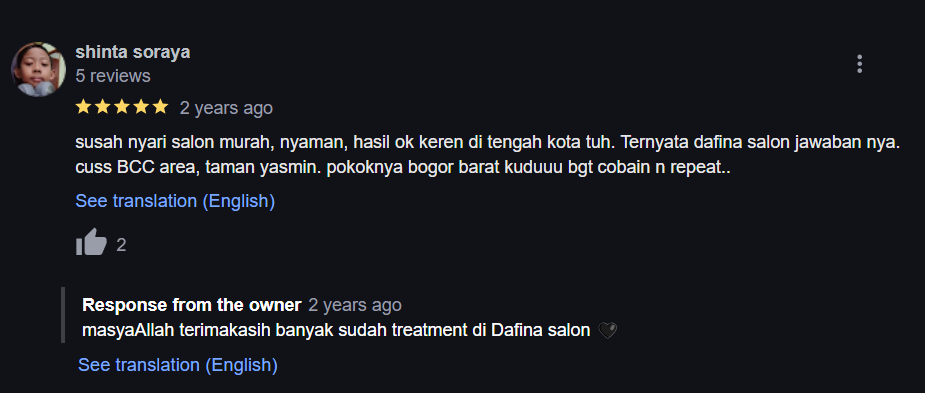 shinta soraya
5 reviews
2 years ago
susah nyari salon murah, nyaman, hasil ok keren di tengah kota tuh. Ternyata dafina salon jawaban nya.
cuss BCC area, taman yasmin. pokoknya bogor barat kuduuu bgt cobain n repeat..
See translation (English)
2
Response from the owner 2 years ago
masyaAllah terimakasih banyak sudah treatment di Dafina salon 🖤
See translation (English)